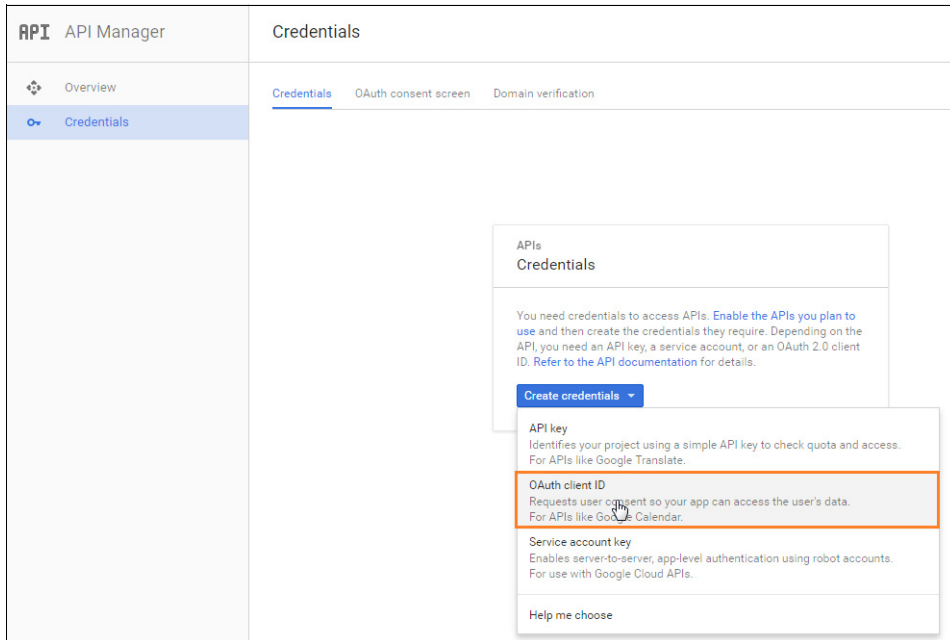 API API Manager
Credentials
Overview
Credentials
Credentials OAuth consent screen Domain verification
APIs
Credentials
You need credentials to access APIs. Enable the APIs you plan to
use and then create the credentials they require. Depending on the
API, you need an API key, a service account, or an OAuth 2.0 client
ID. Refer to the API documentation for details.
Create credentials
API key
Identifies your project using a simple API key to check quota and access.
For APIs like Google Translate.
OAuth client ID
Requests user consent so your app can access the user's data.
For APIs like Google Calendar.
Service account key
Enables server-to-server, app-level authentication using robot accounts.
For use with Google Cloud APIs.
Help me choose